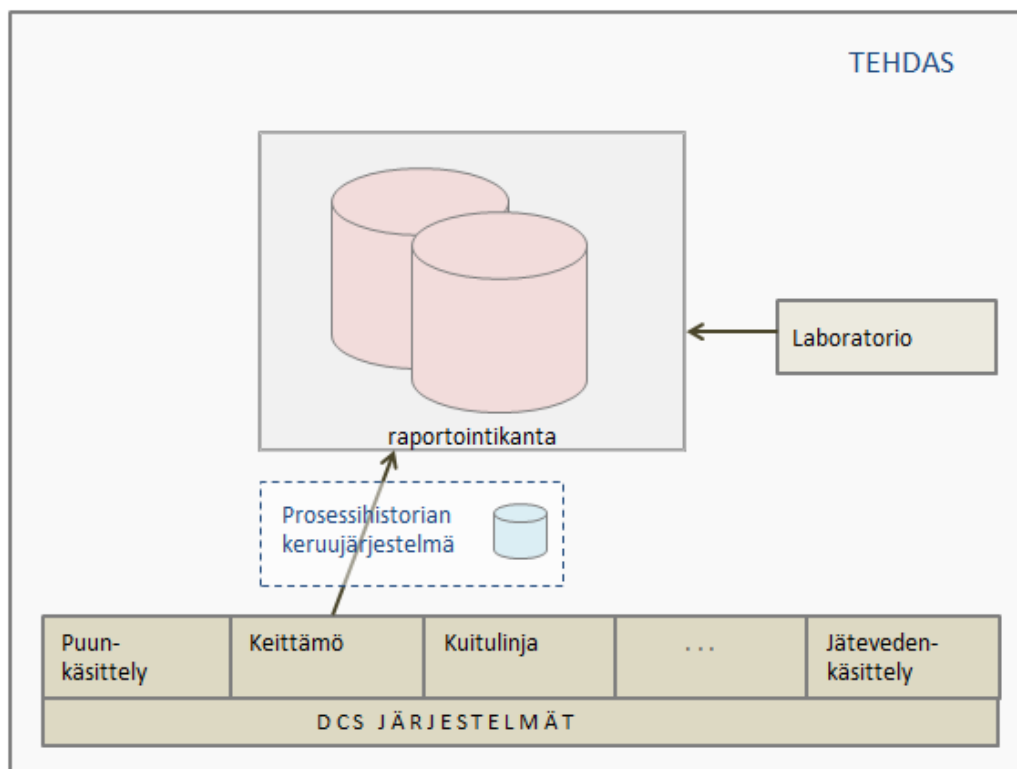 TEHDAS
raportointikanta
Laboratorio
Prosessihistorian
keruujärjestelmä
Puun-
käsittely
Keittämö
Kuitulinja
...
Jäteveden-
käsittely
DCS JÄRJESTELMÄT